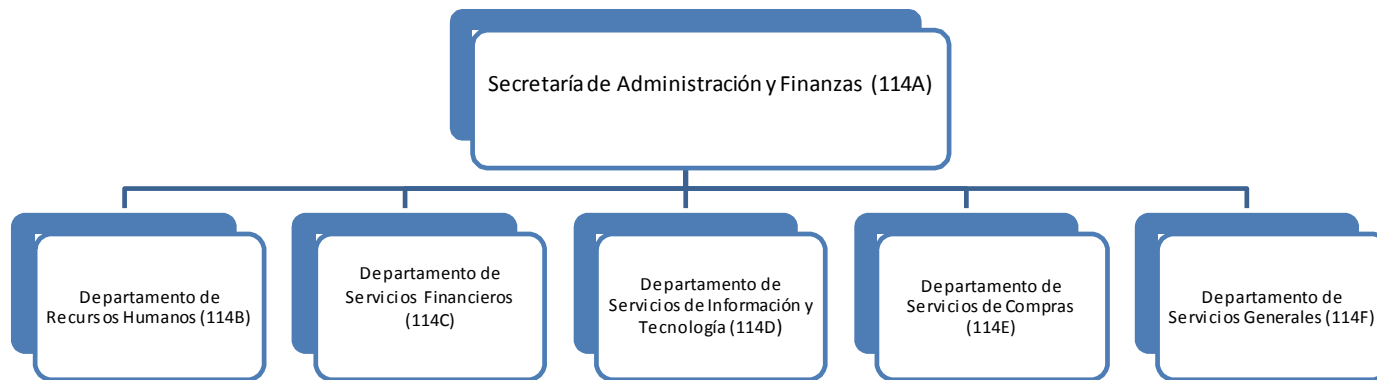 Secretaría de Administración y Finanzas (114A)
Departamento de
Recursos Humanos (114B)
Departamento de
Servicios Financieros
(114C)
Departamento de
Servicios de Información y
Tecnología (114D)
Departamento de
Servicios de Compras
(114E)
Departamento de
Servicios Generales (114F)